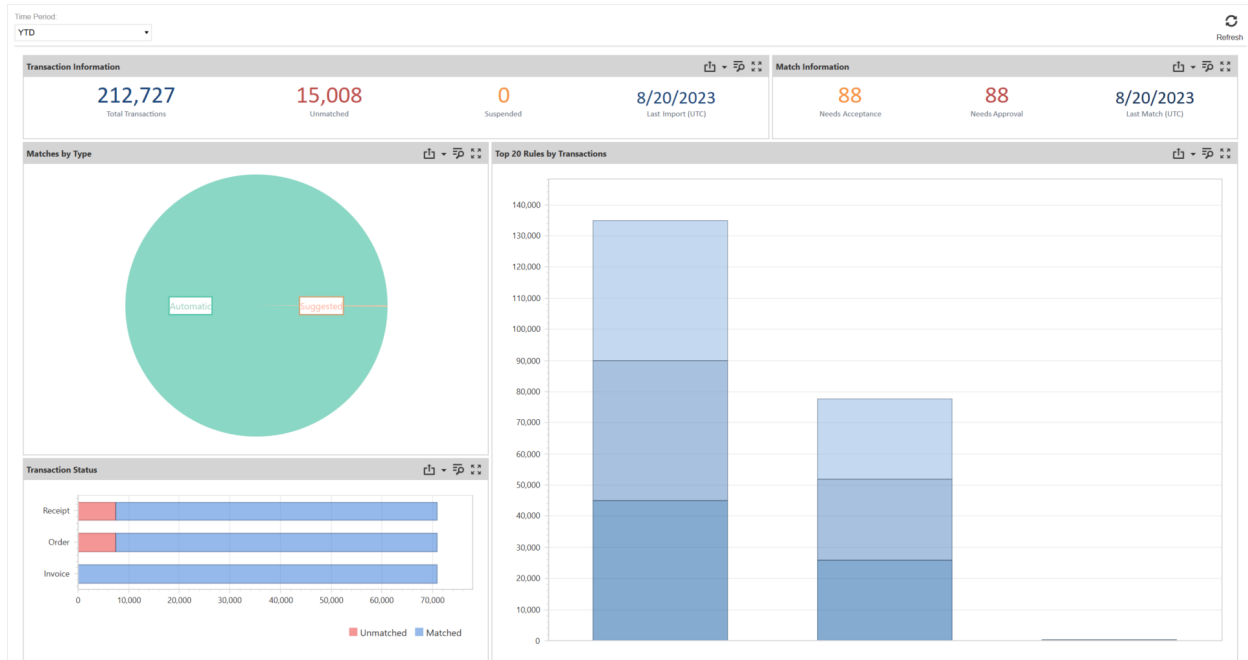 Time Period:
YTD
Refresh
Transaction Information
212,727
Total Transactions
15,008
Unmatched
0
Suspended
8/20/2023
Last Import (UTC)
Match Information
88
Needs Acceptance
88
Needs Approval
8/20/2023
Last Match (UTC)
Matches by Type
Automatic
Suggested
Top 20 Rules by Transactions
140,000
130,000
120,000
110,000
100,000
90,000
80,000
70,000
60,000
50,000
40,000
30,000
20,000
10,000
0
Transaction Status
Receipt
Order
Invoice
0 10,000 20,000 30,000 40,000 50,000 60,000 70,000
Unmatched Matched